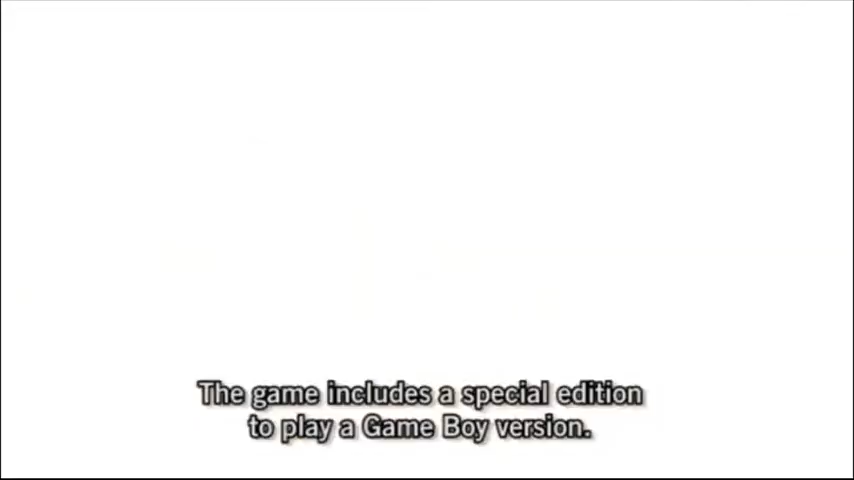 The game includes a special edition
to play a Game Boy version.